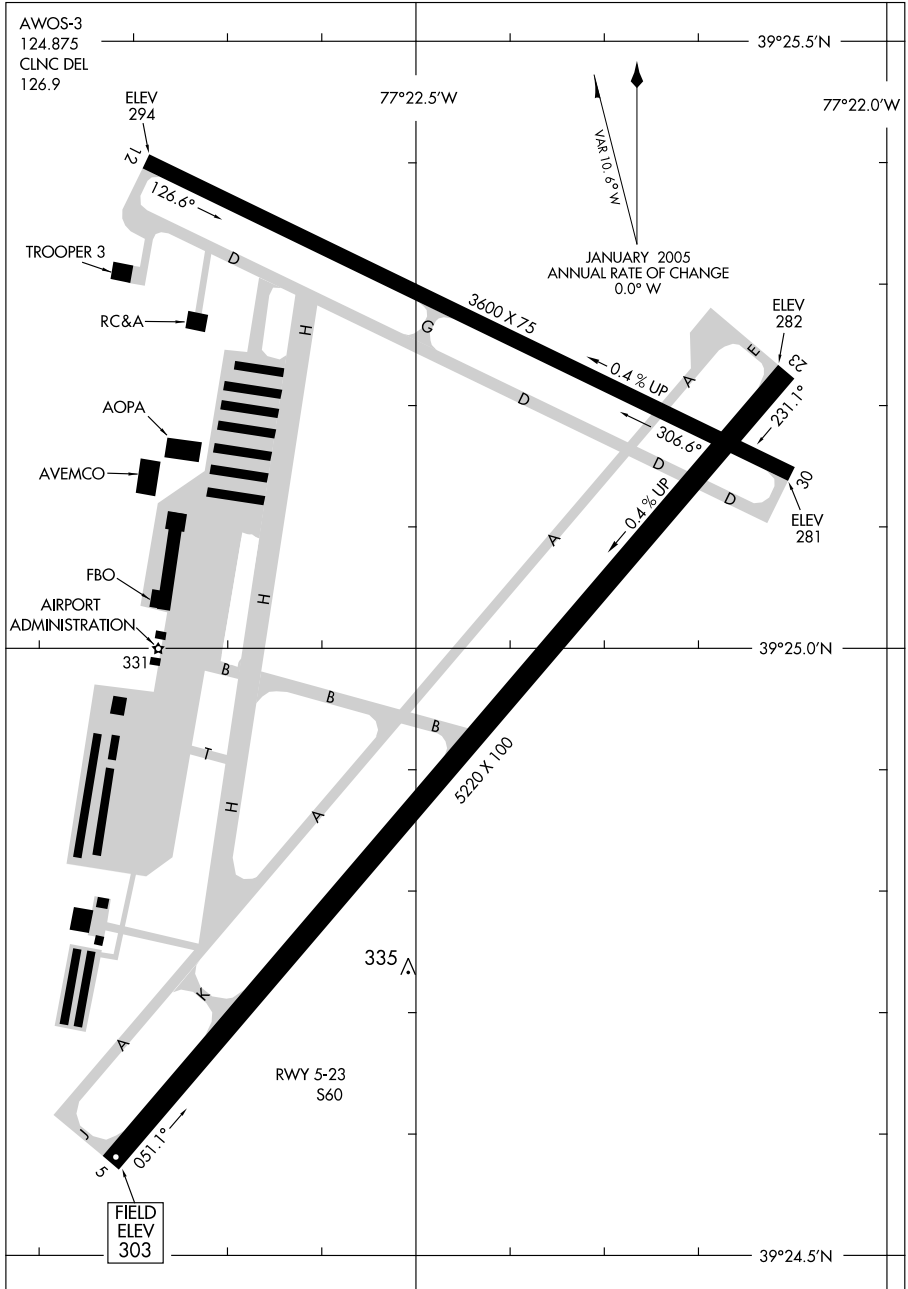 AWOS-3
124.875
CLNC DEL
126.9
39°25.5'N
77°22.5'W
77°22.0'W
ELEV
294
12
126.6°
VAR 10.6° W
JANUARY 2005
ANNUAL RATE OF CHANGE
0.0° W
TROOPER 3
D
RC&A
H
G
3600 X 75
ELEV
282
23
E
A
0.4 % UP
231.1°
D
306.6°
AOPA
AVEMCO
D
D
30
ELEV
281
0.4 % UP
A
FBO
H
AIRPORT
ADMINISTRATION
331
39°25.0'N
B
B
B
T
5220 X 100
H
A
335
K
A
RWY 5-23
S60
J
5
051.1°
FIELD
ELEV
303
39°24.5'N